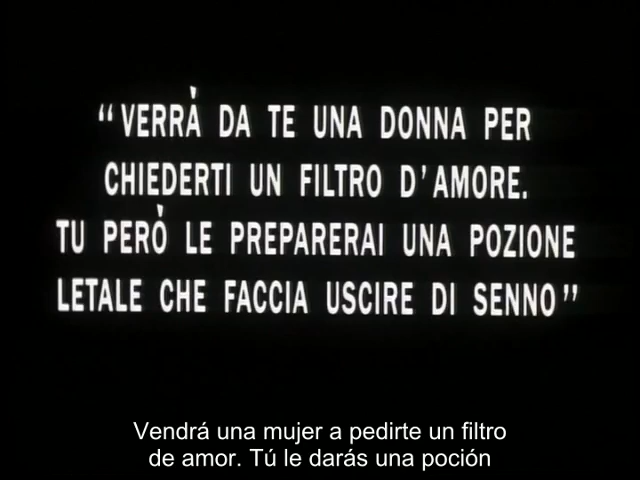 “VERRÀ DA TE UNA DONNA PER
CHIEDERTI UN FILTRO D’AMORE.
TU PERÒ LE PREPARERAI UNA POZIONE
LETALE CHE FACCIA USCIRE DI SENNO”
Vendrá una mujer a pedirte un filtro
de amor. Tú le darás una poción